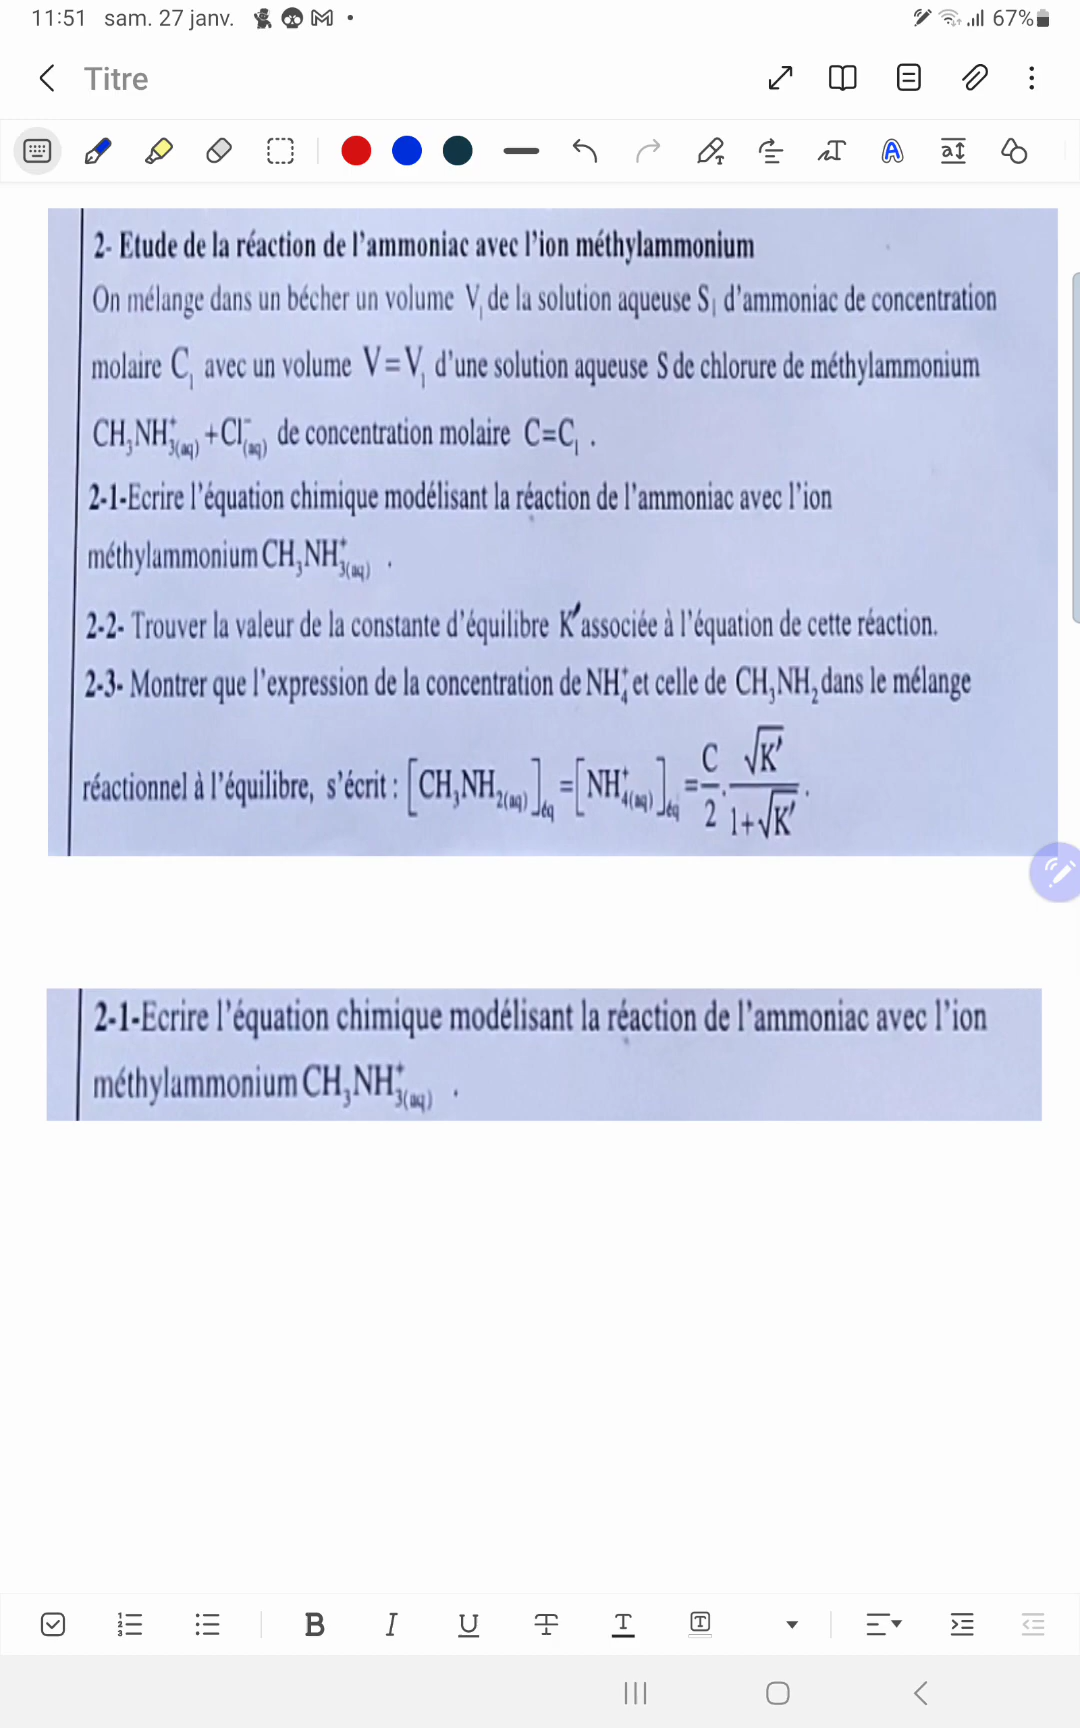 11:51 sam. 27 janv. 67%
Titre
2- Etude de la réaction de l'ammoniac avec l'ion méthylammonium
On mélange dans un bécher un volume V₁ de la solution aqueuse S₁ d'ammoniac de concentration
molaire C₁ avec un volume V=V₁ d'une solution aqueuse S de chlorure de méthylammonium
CH₃NH₃⁺(aq) +Cl⁻(aq) de concentration molaire C=C₁ .
2-1-Ecrire l'équation chimique modélisant la réaction de l'ammoniac avec l'ion
méthylammonium CH₃NH₃⁺(aq) .
2-2- Trouver la valeur de la constante d'équilibre K' associée à l'équation de cette réaction.
2-3- Montrer que l'expression de la concentration de NH₄⁺ et celle de CH₃NH₂ dans le mélange
réactionnel à l'équilibre, s'écrit : [CH₃NH₂(aq)]éq =[NH₄⁺(aq)]éq = C/2 . √K'/(1+√K') .
2-1-Ecrire l'équation chimique modélisant la réaction de l'ammoniac avec l'ion
méthylammonium CH₃NH₃⁺(aq) .